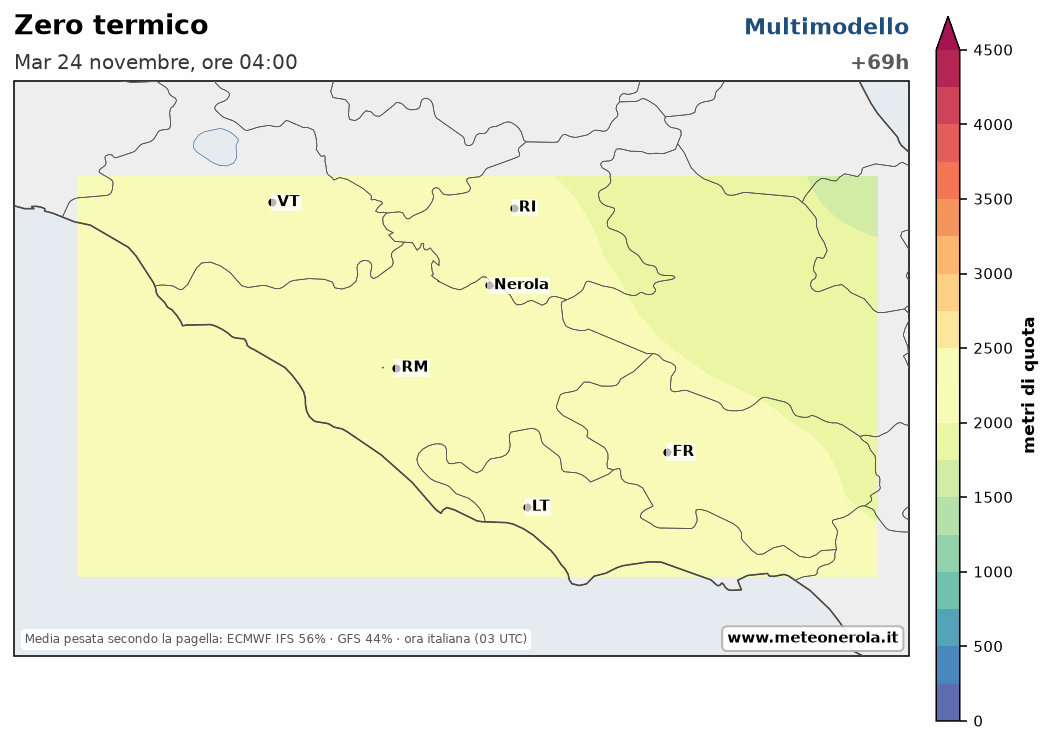 Zero termico
Multimodello
Mar 24 novembre, ore 04:00
+69h
VT
RI
Nerola
RM
FR
LT
4500
4000
3500
3000
2500
2000
1500
1000
500
0
metri di quota
Media pesata secondo la pagella: ECMWF IFS 56% · GFS 44% · ora italiana (03 UTC)
www.meteonerola.it